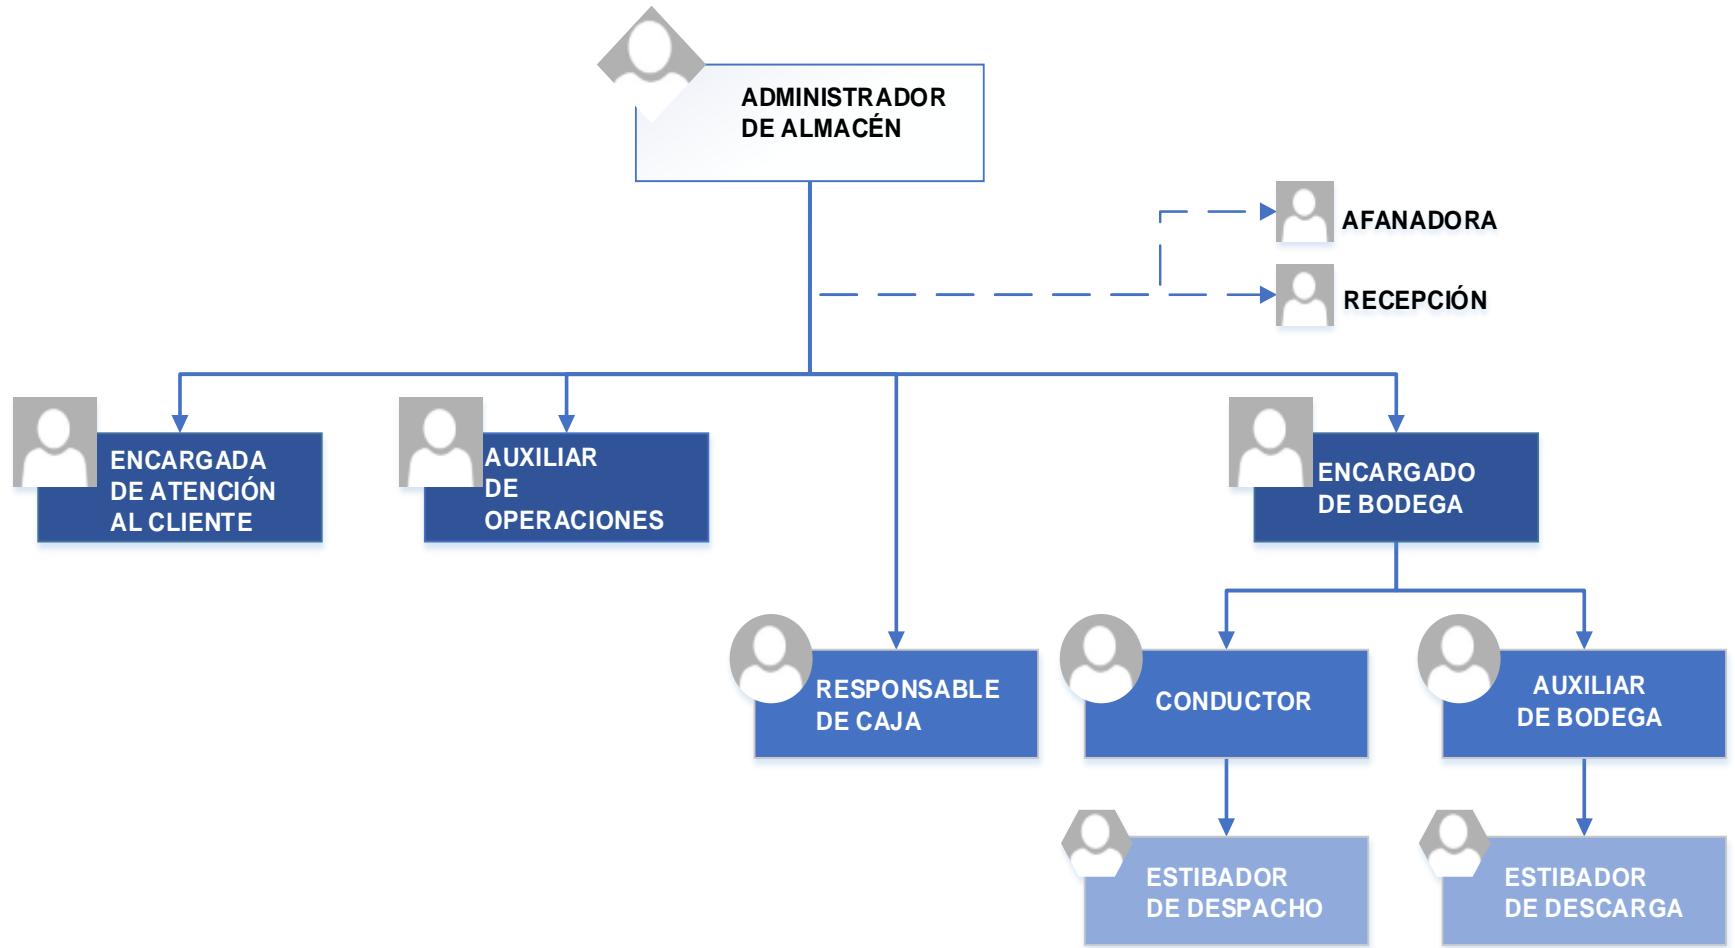 ADMINISTRADOR
DE ALMACÉN
AFANADORA
RECEPCIÓN
ENCARGADA
DE ATENCIÓN
AL CLIENTE
AUXILIAR
DE
OPERACIONES
ENCARGADO
DE BODEGA
RESPONSABLE
DE CAJA
CONDUCTOR
AUXILIAR
DE BODEGA
ESTIBADOR
DE DESPACHO
ESTIBADOR
DE DESCARGA